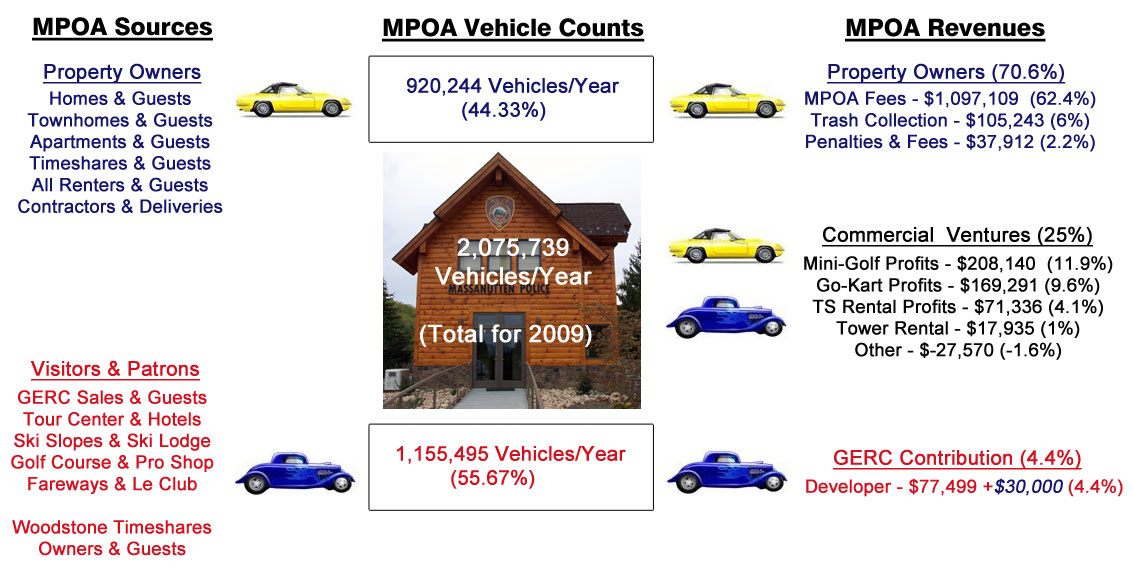 MPOA Sources
Property Owners
Homes & Guests
Townhomes & Guests
Apartments & Guests
Timeshares & Guests
All Renters & Guests
Contractors & Deliveries
Visitors & Patrons
GERC Sales & Guests
Tour Center & Hotels
Ski Slopes & Ski Lodge
Golf Course & Pro Shop
Fareways & Le Club
Woodstone Timeshares
Owners & Guests
MPOA Vehicle Counts
920,244 Vehicles/Year
(44.33%)
2,075,739
Vehicles/Year
MASSANUTTEN POLICE
(Total for 2009)
1,155,495 Vehicles/Year
(55.67%)
MPOA Revenues
Property Owners (70.6%)
MPOA Fees - $1,097,109 (62.4%)
Trash Collection - $105,243 (6%)
Penalties & Fees - $37,912 (2.2%)
Commercial Ventures (25%)
Mini-Golf Profits - $208,140 (11.9%)
Go-Kart Profits - $169,291 (9.6%)
TS Rental Profits - $71,336 (4.1%)
Tower Rental - $17,935 (1%)
Other - $-27,570 (-1.6%)
GERC Contribution (4.4%)
Developer - $77,499 +$30,000 (4.4%)